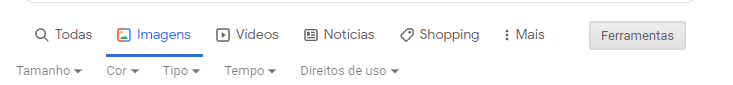 Todas Imagens Vídeos Notícias Shopping Mais Ferramentas
Tamanho Cor Tipo Tempo Direitos de uso